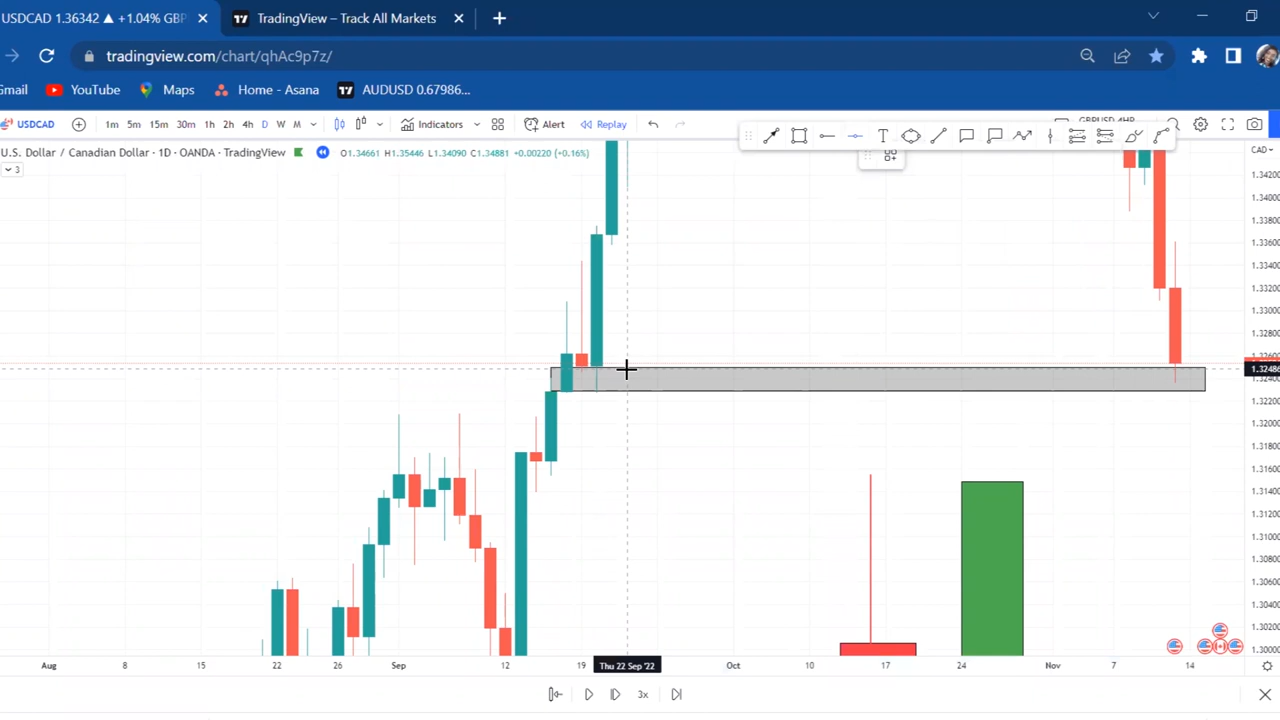 USDCAD 1.36342 ▲ +1.04% GBP
TradingView – Track All Markets
tradingview.com/chart/qhAc9p7z/
Gmail
YouTube
Maps
Home - Asana
AUDUSD 0.67986...
USDCAD
1m 5m 15m 30m 1h 2h 4h D W M
Indicators
Alert
Replay
GBPUSD, 4HR
U.S. Dollar / Canadian Dollar · 1D · OANDA · TradingView
O1.34661 H1.35446 L1.34090 C1.34881 +0.00220 (+0.16%)
CAD
3
1.34200
1.34000
1.33800
1.33600
1.33400
1.33200
1.33000
1.32800
1.32600
1.32486
1.32400
1.32200
1.32000
1.31800
1.31600
1.31400
1.31200
1.31000
1.30800
1.30600
1.30400
1.30200
1.30000
Aug 8 15 22 26 Sep 12 19 Thu 22 Sep '22 Oct 10 17 24 Nov 7 14
3x